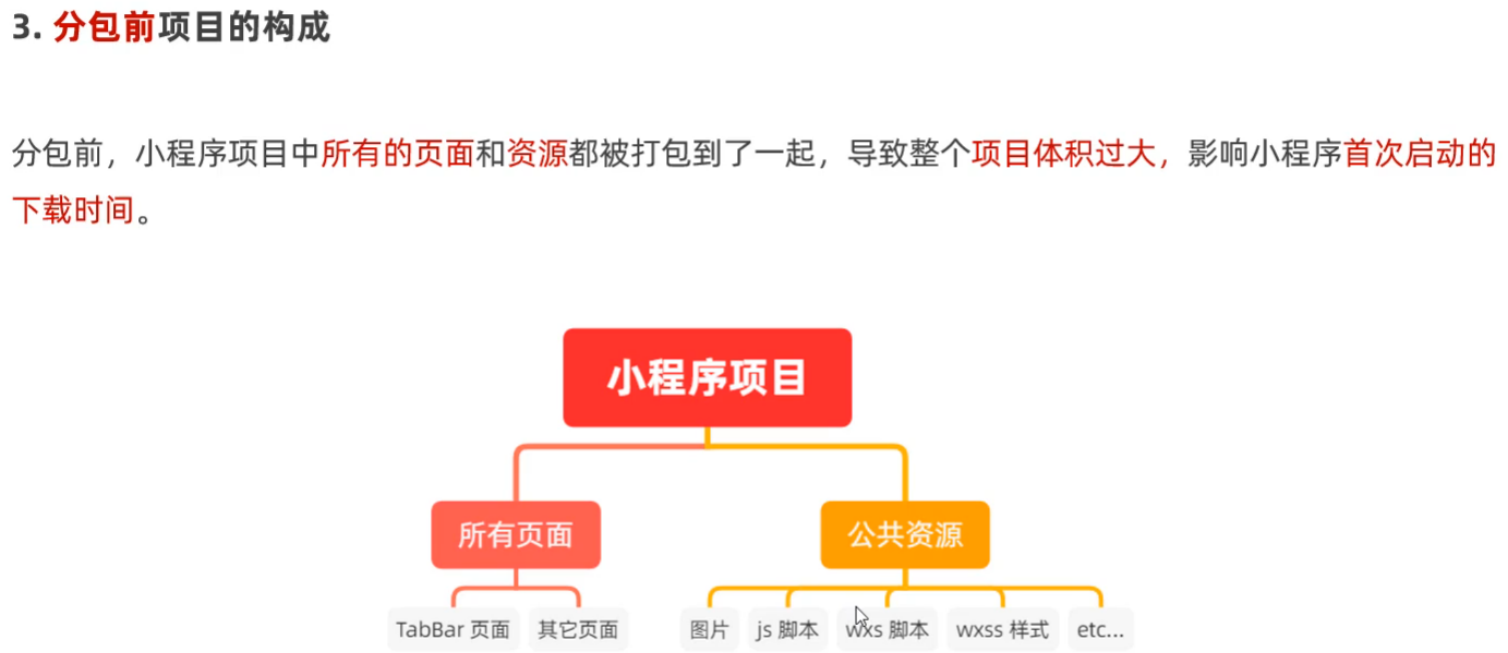 3. 分包前项目的构成
分包前，小程序项目中所有的页面和资源都被打包到了一起，导致整个项目体积过大，影响小程序首次启动的
下载时间。
小程序项目
所有页面
公共资源
TabBar 页面
其它页面
图片
js 脚本
wxs 脚本
wxss 样式
etc...